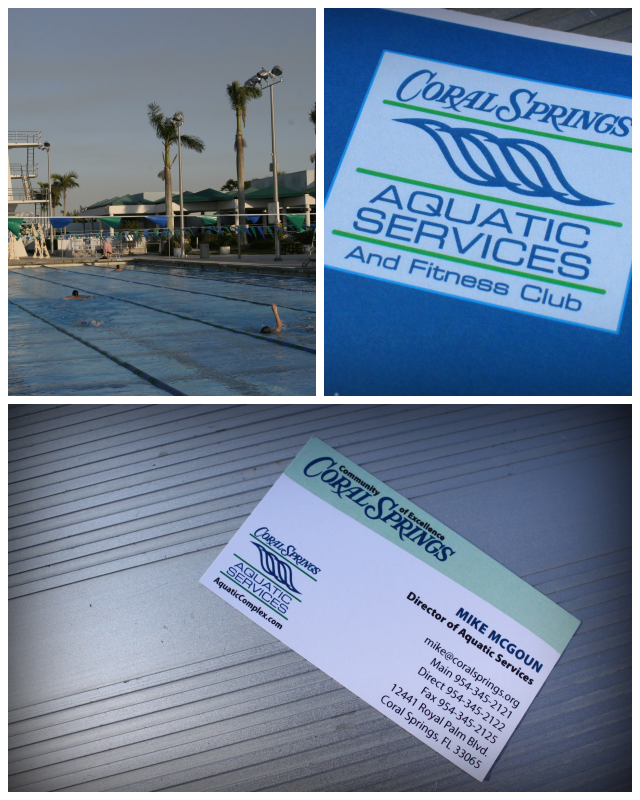 CORAL SPRINGS
AQUATIC
SERVICES
And Fitness Club
Community of Excellence
CORAL SPRINGS
CORAL SPRINGS
AQUATIC
SERVICES
AquaticComplex.com
MIKE MCGOUN
Director of Aquatic Services
mike@coralsprings.org
Main 954-345-2121
Direct 954-345-2122
Fax 954-345-2125
12441 Royal Palm Blvd.
Coral Springs, FL 33065